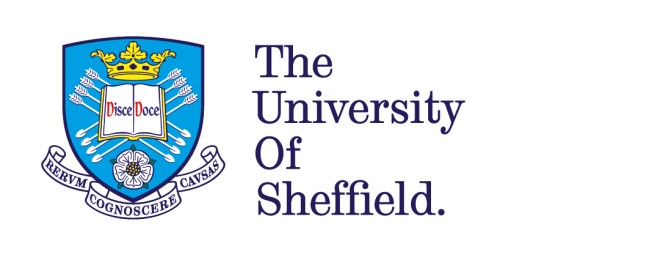 Disce Doce
RERVM COGNOSCERE CAVSAS
The
University
Of
Sheffield.